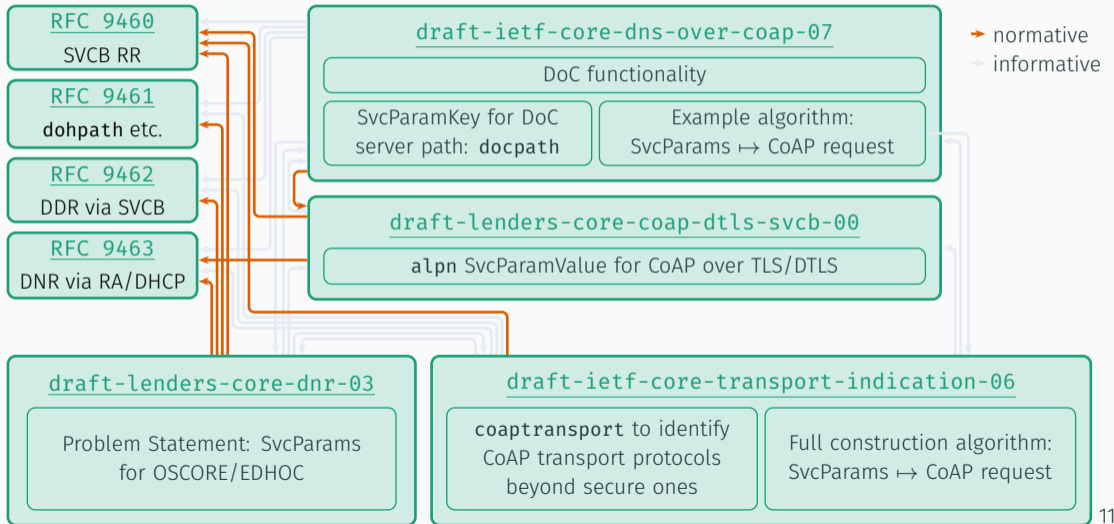 RFC 9460
SVCB RR
RFC 9461
dohpath etc.
RFC 9462
DDR via SVCB
RFC 9463
DNR via RA/DHCP
draft-ietf-core-dns-over-coap-07
DoC functionality
SvcParamKey for DoC
server path: docpath
Example algorithm:
SvcParams ↦ CoAP request
normative
informative
draft-lenders-core-coap-dtls-svcb-00
alpn SvcParamValue for CoAP over TLS/DTLS
draft-lenders-core-dnr-03
Problem Statement: SvcParams
for OSCORE/EDHOC
draft-ietf-core-transport-indication-06
coaptransport to identify
CoAP transport protocols
beyond secure ones
Full construction algorithm:
SvcParams ↦ CoAP request
11